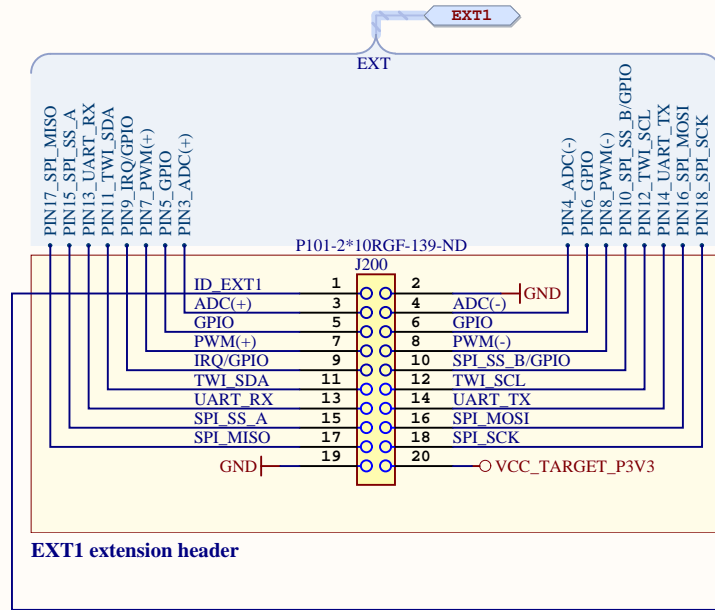 EXT1
EXT
PIN17_SPI_MISO
PIN15_SPI_SS_A
PIN13_UART_RX
PIN11_TWI_SDA
PIN9_IRQ/GPIO
PIN7_PWM(+)
PIN5_GPIO
PIN3_ADC(+)
PIN4_ADC(-)
PIN6_GPIO
PIN8_PWM(-)
PIN10_SPI_SS_B/GPIO
PIN12_TWI_SCL
PIN14_UART_TX
PIN16_SPI_MOSI
PIN18_SPI_SCK
P101-2*10RGF-139-ND
J200
ID_EXT1 1 2 GND
ADC(+) 3 4 ADC(-)
GPIO 5 6 GPIO
PWM(+) 7 8 PWM(-)
IRQ/GPIO 9 10 SPI_SS_B/GPIO
TWI_SDA 11 12 TWI_SCL
UART_RX 13 14 UART_TX
SPI_SS_A 15 16 SPI_MOSI
SPI_MISO 17 18 SPI_SCK
GND 19 20 VCC_TARGET_P3V3
EXT1 extension header